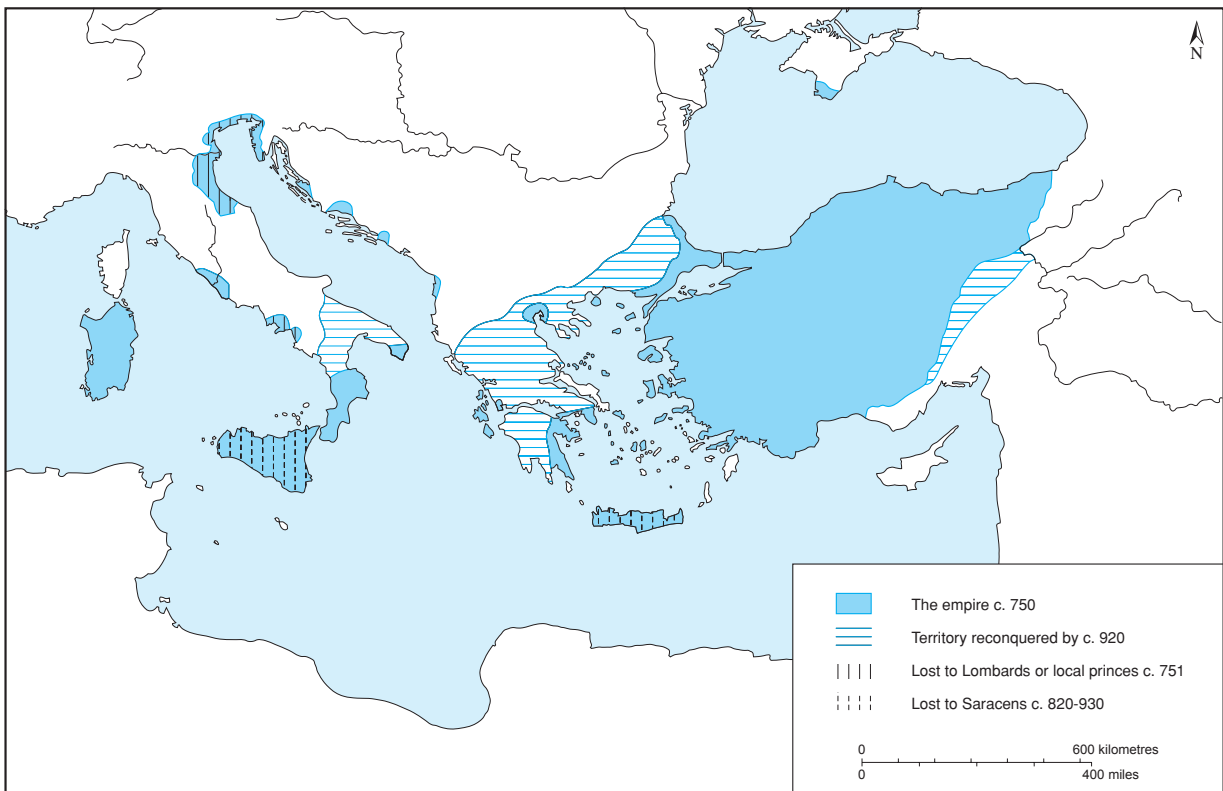 N
The empire c. 750
Territory reconquered by c. 920
Lost to Lombards or local princes c. 751
Lost to Saracens c. 820-930
0 600 kilometres
0 400 miles